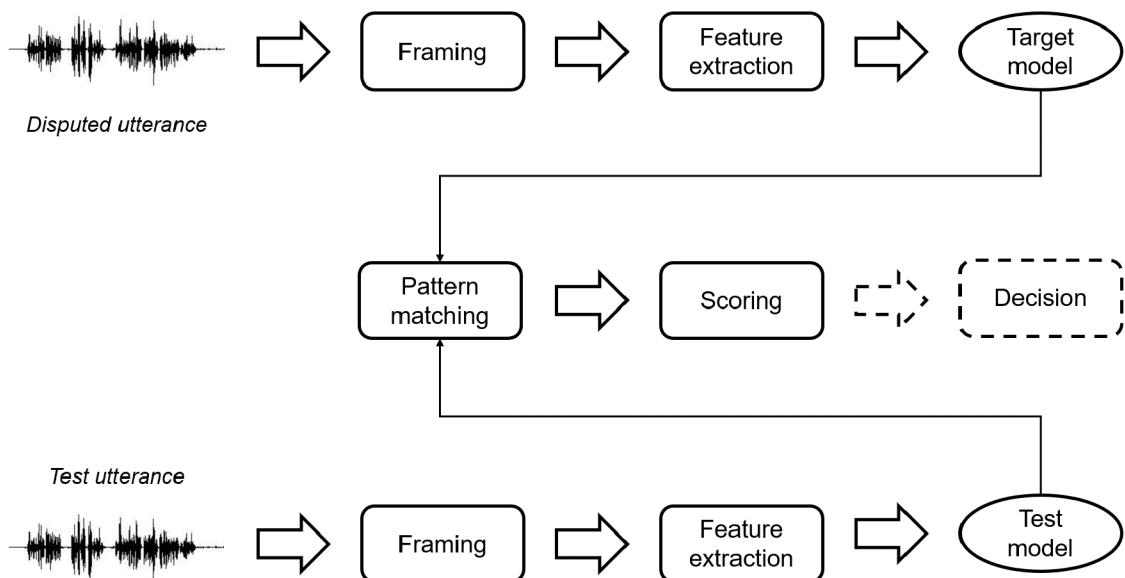 Framing
Feature
extraction
Target
model
Disputed utterance
Pattern
matching
Scoring
Decision
Test utterance
Framing
Feature
extraction
Test
model